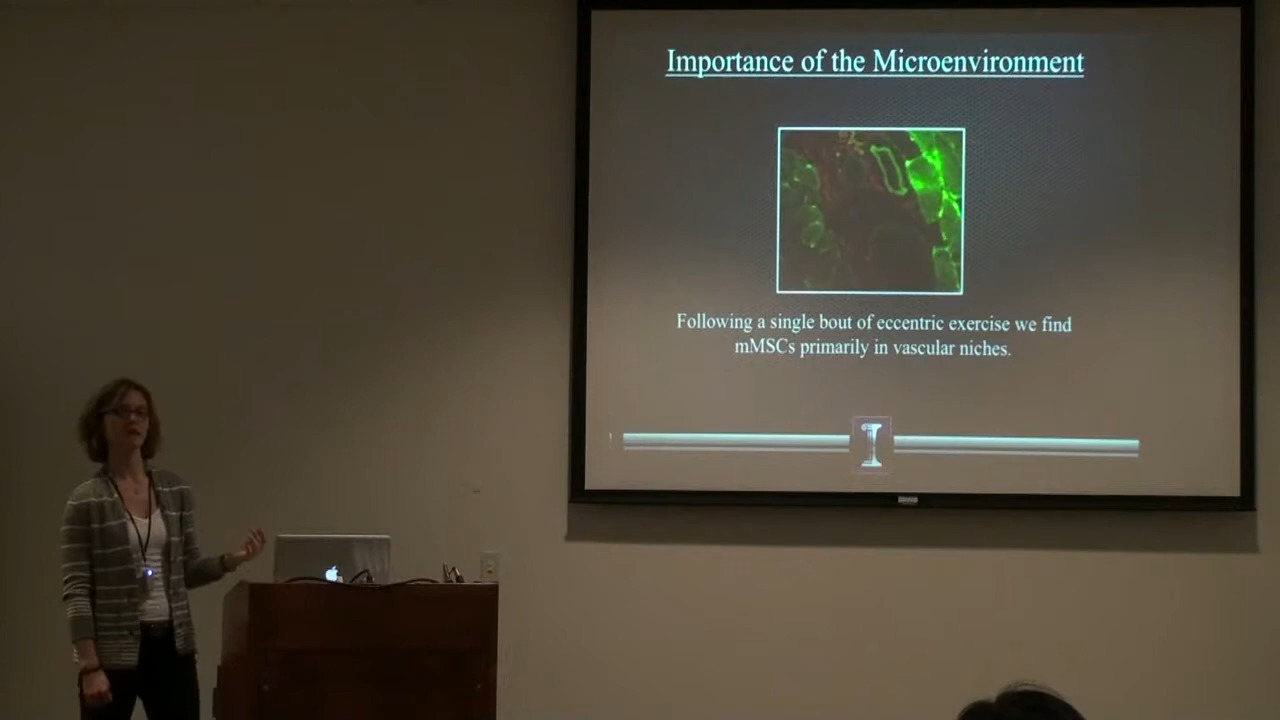 Importance of the Microenvironment
Following a single bout of eccentric exercise we find
mMSCs primarily in vascular niches.
I